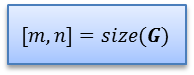 [m,n] = size(G)